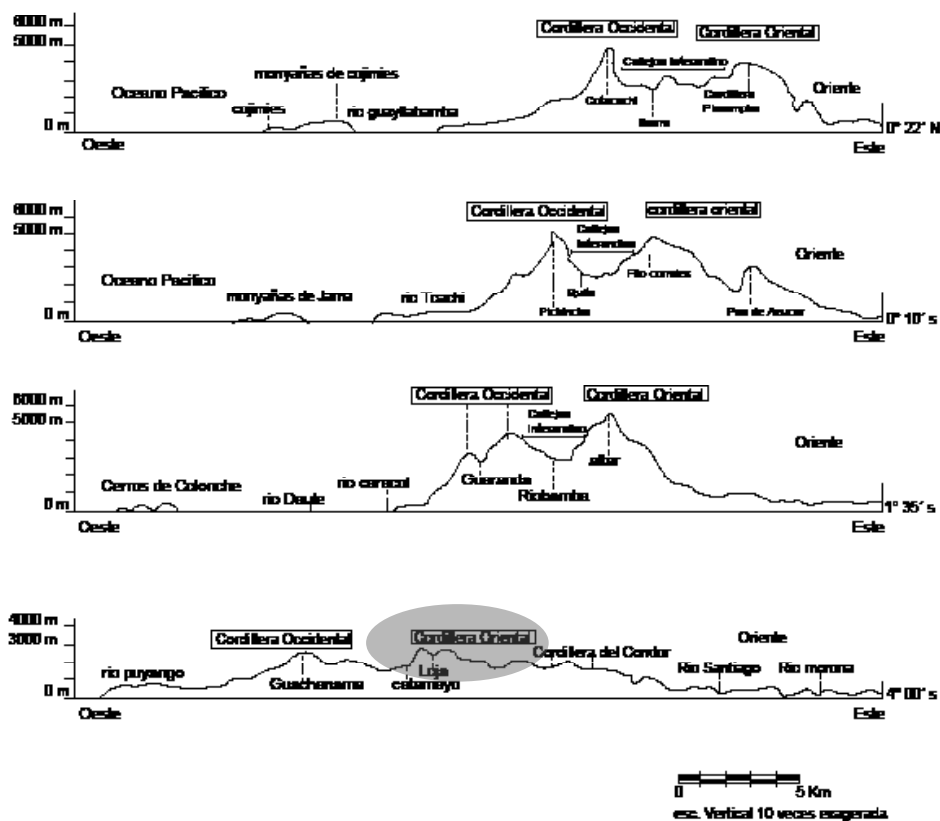 6000 m
5000 m
0 m
Cordillera Occidental
Cordillera Oriental
Callejon Interandino
monyañas de cojimies
Oceano Pacifico
cojimies
rio guayllabamba
Cotacachi
Ibarra
Cordillera
Pimampiro
Oriente
0° 22' N
Oeste
Este
6000 m
5000 m
0 m
Cordillera Occidental
cordillera oriental
Callejon
Interandino
Oceano Pacifico
monyañas de Jama
rio Toachi
Pichincha
Quito
Filo corrales
Pan de Azucar
Oriente
0° 10' s
Oeste
Este
6000 m
5000 m
0 m
Cordillera Occidental
Cordillera Oriental
Callejon
Interandino
Cerros de Colonche
rio Daule
rio caracol
Guaranda
Riobamba
altar
Oriente
1° 35' s
Oeste
Este
4000 m
3000 m
0 m
Cordillera Occidental
Cordillera Oriental
Cordillera del Condor
Oriente
rio puyango
Guachanama
catamayo
Loja
Rio Santiago
Rio morona
4° 00' s
Oeste
Este
0 5 Km
esc. Vertical 10 veces exagerada